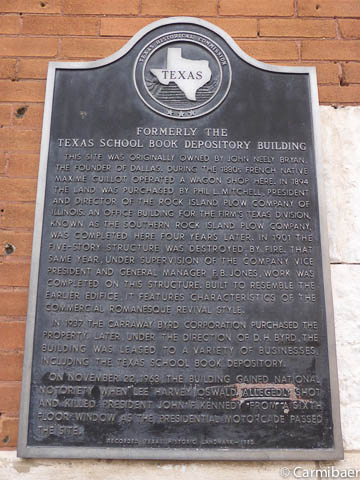 TEXAS HISTORICAL COMMISSION
TEXAS
FORMERLY THE
TEXAS SCHOOL BOOK DEPOSITORY BUILDING
THIS SITE WAS ORIGINALLY OWNED BY JOHN NEELY BRYAN,
THE FOUNDER OF DALLAS. DURING THE 1880S FRENCH NATIVE
MAXIME GUILLOT OPERATED A WAGON SHOP HERE. IN 1894
THE LAND WAS PURCHASED BY PHIL L. MITCHELL, PRESIDENT
AND DIRECTOR OF THE ROCK ISLAND PLOW COMPANY OF
ILLINOIS. AN OFFICE BUILDING FOR THE FIRM'S TEXAS DIVISION,
KNOWN AS THE SOUTHERN ROCK ISLAND PLOW COMPANY,
WAS COMPLETED HERE FOUR YEARS LATER. IN 1901 THE
FIVE-STORY STRUCTURE WAS DESTROYED BY FIRE. THAT
SAME YEAR, UNDER SUPERVISION OF THE COMPANY VICE
PRESIDENT AND GENERAL MANAGER F. B. JONES, WORK WAS
COMPLETED ON THIS STRUCTURE. BUILT TO RESEMBLE THE
EARLIER EDIFICE, IT FEATURES CHARACTERISTICS OF THE
COMMERCIAL ROMANESQUE REVIVAL STYLE.
IN 1937 THE CARRAWAY BYRD CORPORATION PURCHASED THE
PROPERTY. LATER, UNDER THE DIRECTION OF D. H. BYRD, THE
BUILDING WAS LEASED TO A VARIETY OF BUSINESSES,
INCLUDING THE TEXAS SCHOOL BOOK DEPOSITORY.
ON NOVEMBER 22, 1963, THE BUILDING GAINED NATIONAL
NOTORIETY WHEN LEE HARVEY OSWALD ALLEGEDLY SHOT
AND KILLED PRESIDENT JOHN F. KENNEDY FROM A SIXTH
FLOOR WINDOW AS THE PRESIDENTIAL MOTORCADE PASSED
THE SITE.
RECORDED TEXAS HISTORIC LANDMARK - 1980
©Carmibaer